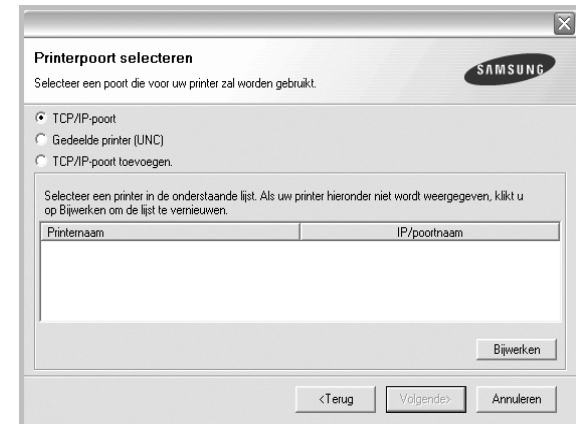 Printerpoort selecteren
Selecteer een poort die voor uw printer zal worden gebruikt.
SAMSUNG
TCP/IP-poort
Gedeelde printer (UNC)
TCP/IP-poort toevoegen.
Selecteer een printer in de onderstaande lijst. Als uw printer hieronder niet wordt weergegeven, klikt u
op Bijwerken om de lijst te vernieuwen.
Printernaam IP/poortnaam
Bijwerken
<Terug Volgende> Annuleren